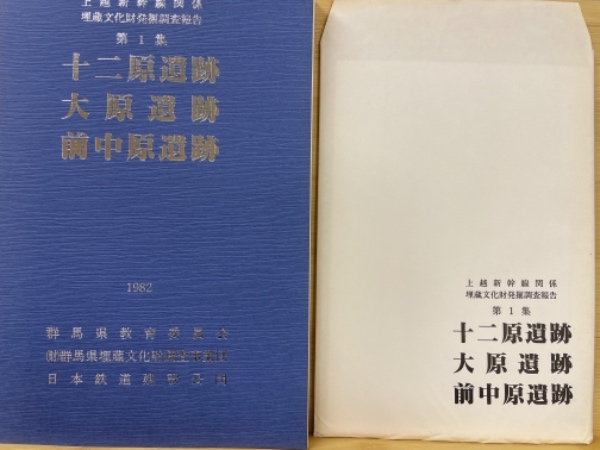 上越新幹線関係
埋蔵文化財発掘調査報告
第1集
十二原遺跡
大原遺跡
前中原遺跡
1982
群馬県教育委員会
㈶群馬県埋蔵文化財調査事業団
日本鉄道建設公団
上越新幹線関係
埋蔵文化財発掘調査報告
第1集
十二原遺跡
大原遺跡
前中原遺跡